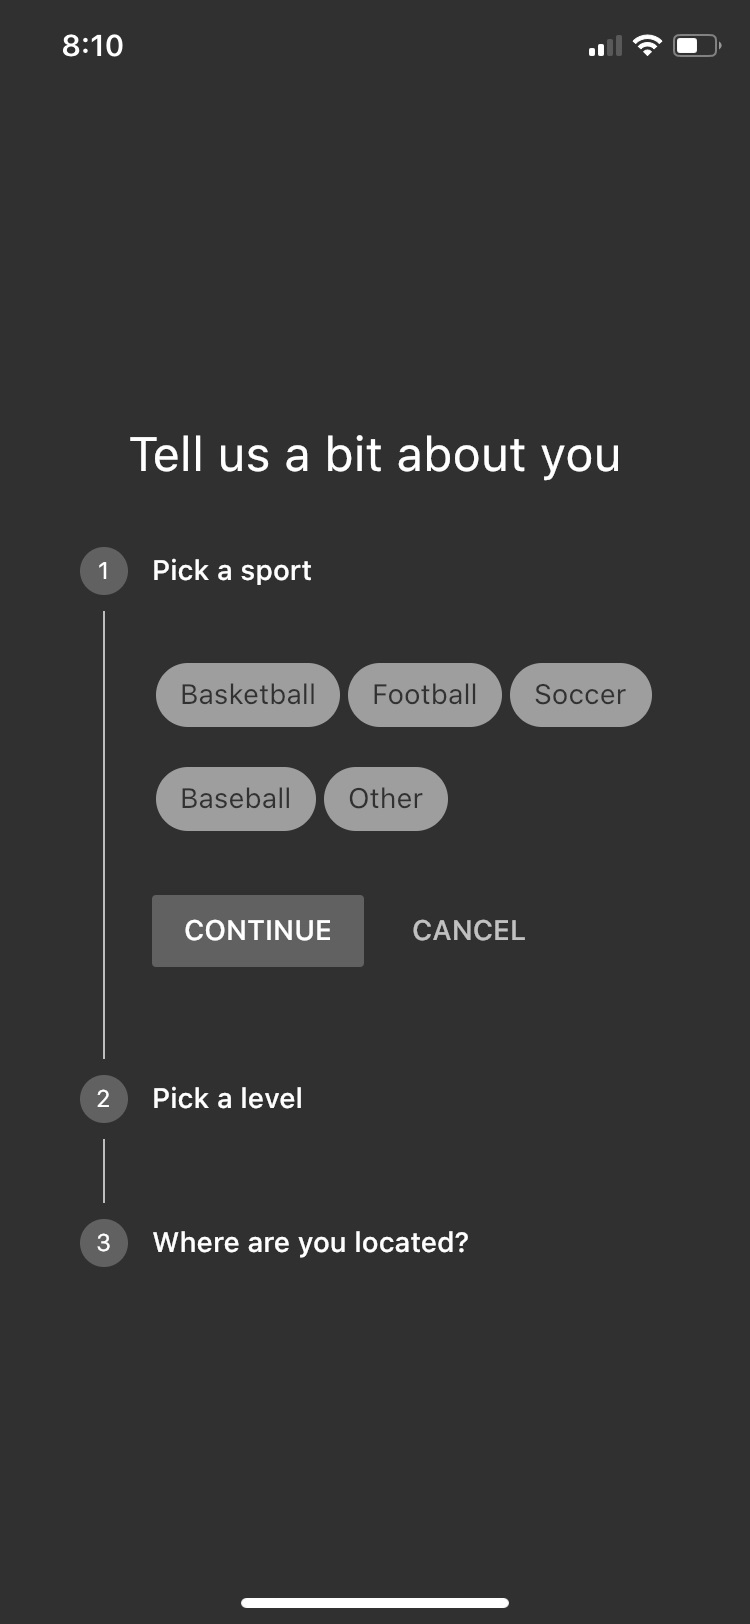 8:10
Tell us a bit about you
1 Pick a sport
Basketball Football Soccer
Baseball Other
CONTINUE CANCEL
2 Pick a level
3 Where are you located?